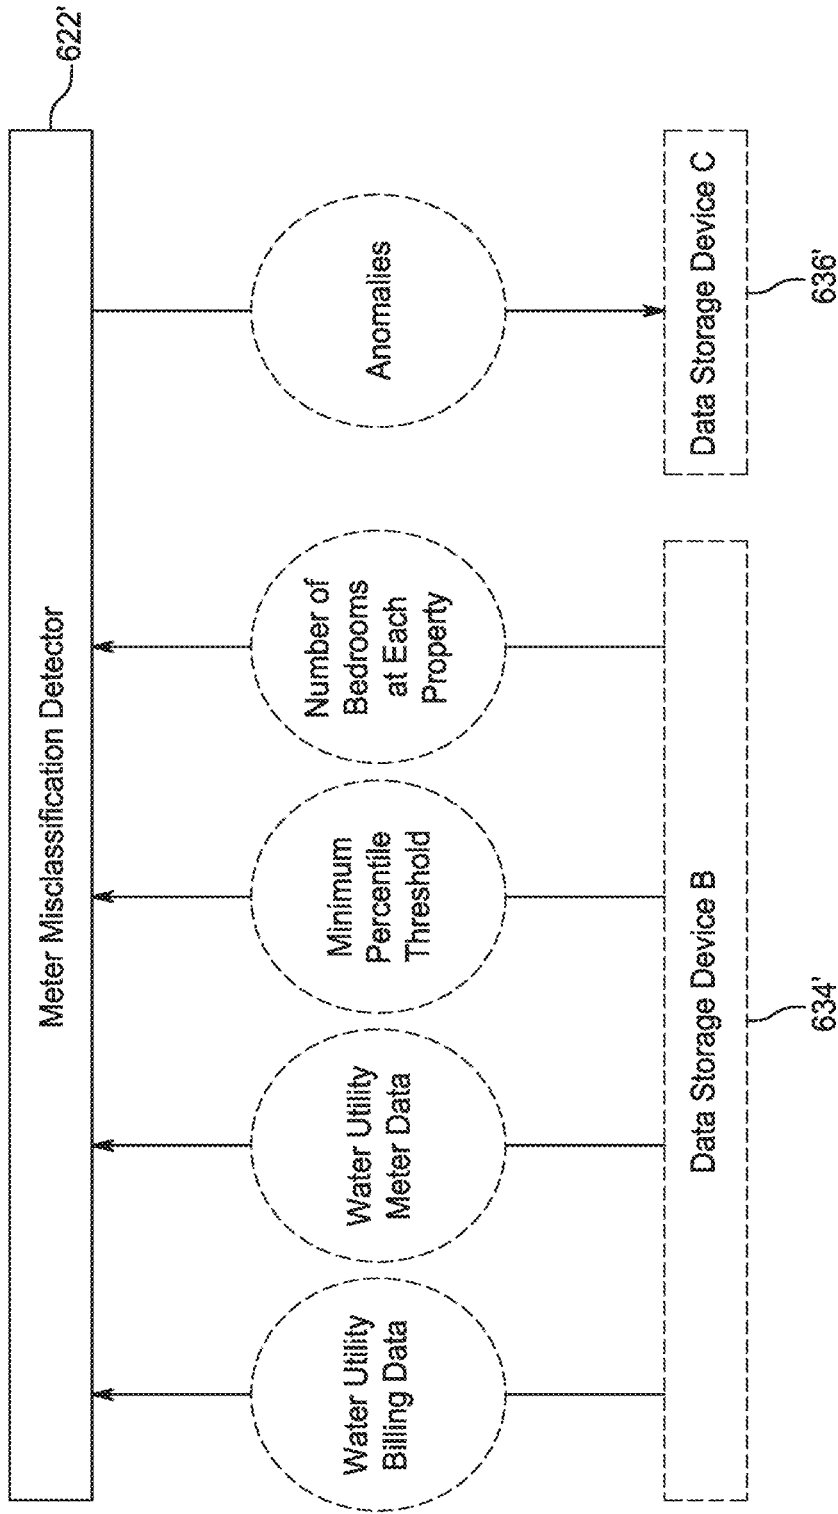 622'
Meter Misclassification Detector
Water Utility
Billing Data
Water Utility
Meter Data
Minimum
Percentile
Threshold
Number of
Bedrooms
at Each
Property
Anomalies
Data Storage Device B
Data Storage Device C
634'
636'